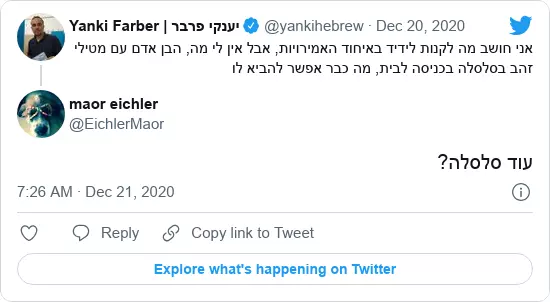 Yanki Farber | יענקי פרבר @yankihebrew · Dec 20, 2020
אני חושב מה לקנות לידיד באיחוד האמירויות, אבל אין לי מה, הבן אדם עם מטילי
זהב בסלסלה בכניסה לבית, מה כבר אפשר להביא לו
maor eichler
@EichlerMaor
עוד סלסלה?
7:26 AM · Dec 21, 2020
Reply
Copy link to Tweet
Explore what's happening on Twitter